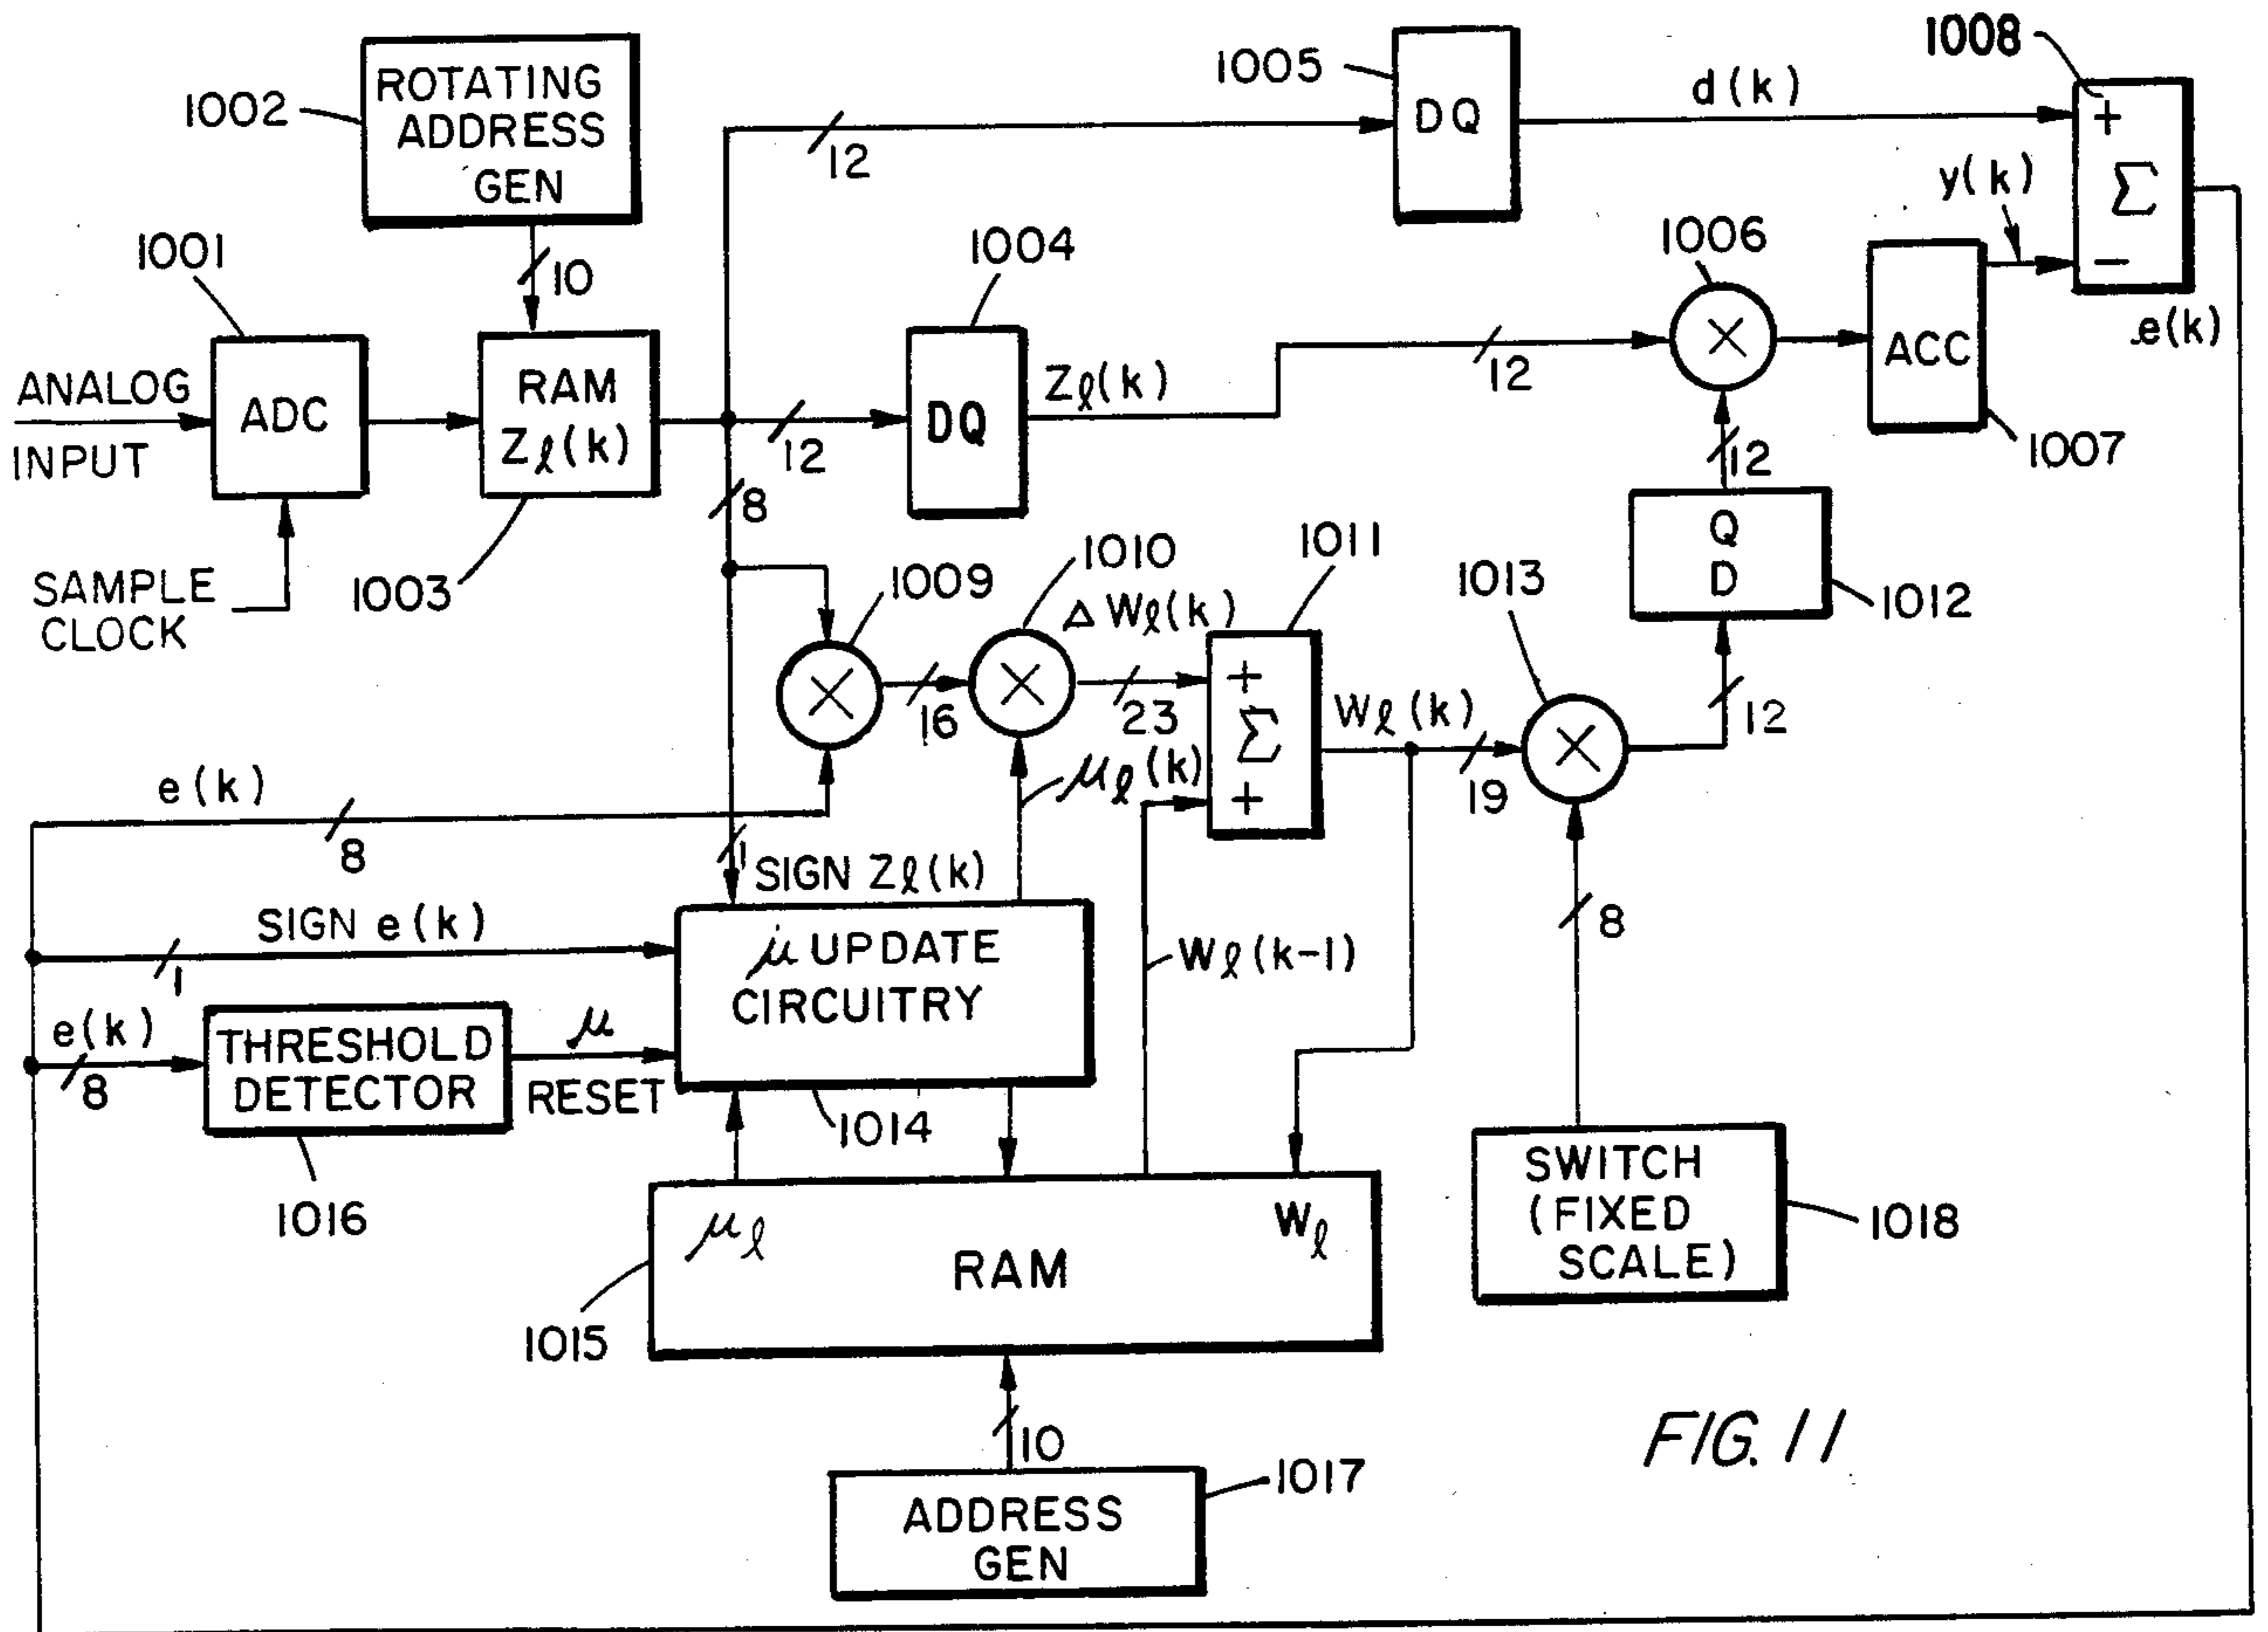 1008
1005
DQ
d(k)
+
Σ
−
y(k)
e(k)
1002
ROTATING
ADDRESS
GEN
12
10
1001
1004
1006
ANALOG
INPUT
ADC
RAM
Zℓ(k)
12
DQ
Zℓ(k)
12
×
ACC
1007
SAMPLE
CLOCK
1003
8
12
Q
D
1012
1009
1010
1011
1013
Δ Wℓ(k)
×
16
×
23
+
Σ
+
Wℓ(k)
19
×
12
e(k)
8
μℓ(k)
1
SIGN Zℓ(k)
8
SIGN e(k)
1
μ UPDATE
CIRCUITRY
Wℓ(k-1)
e(k)
8
THRESHOLD
DETECTOR
μ
RESET
1014
1016
SWITCH
(FIXED
SCALE)
1018
μℓ
Wℓ
RAM
1015
10
ADDRESS
GEN
1017
FIG. 11